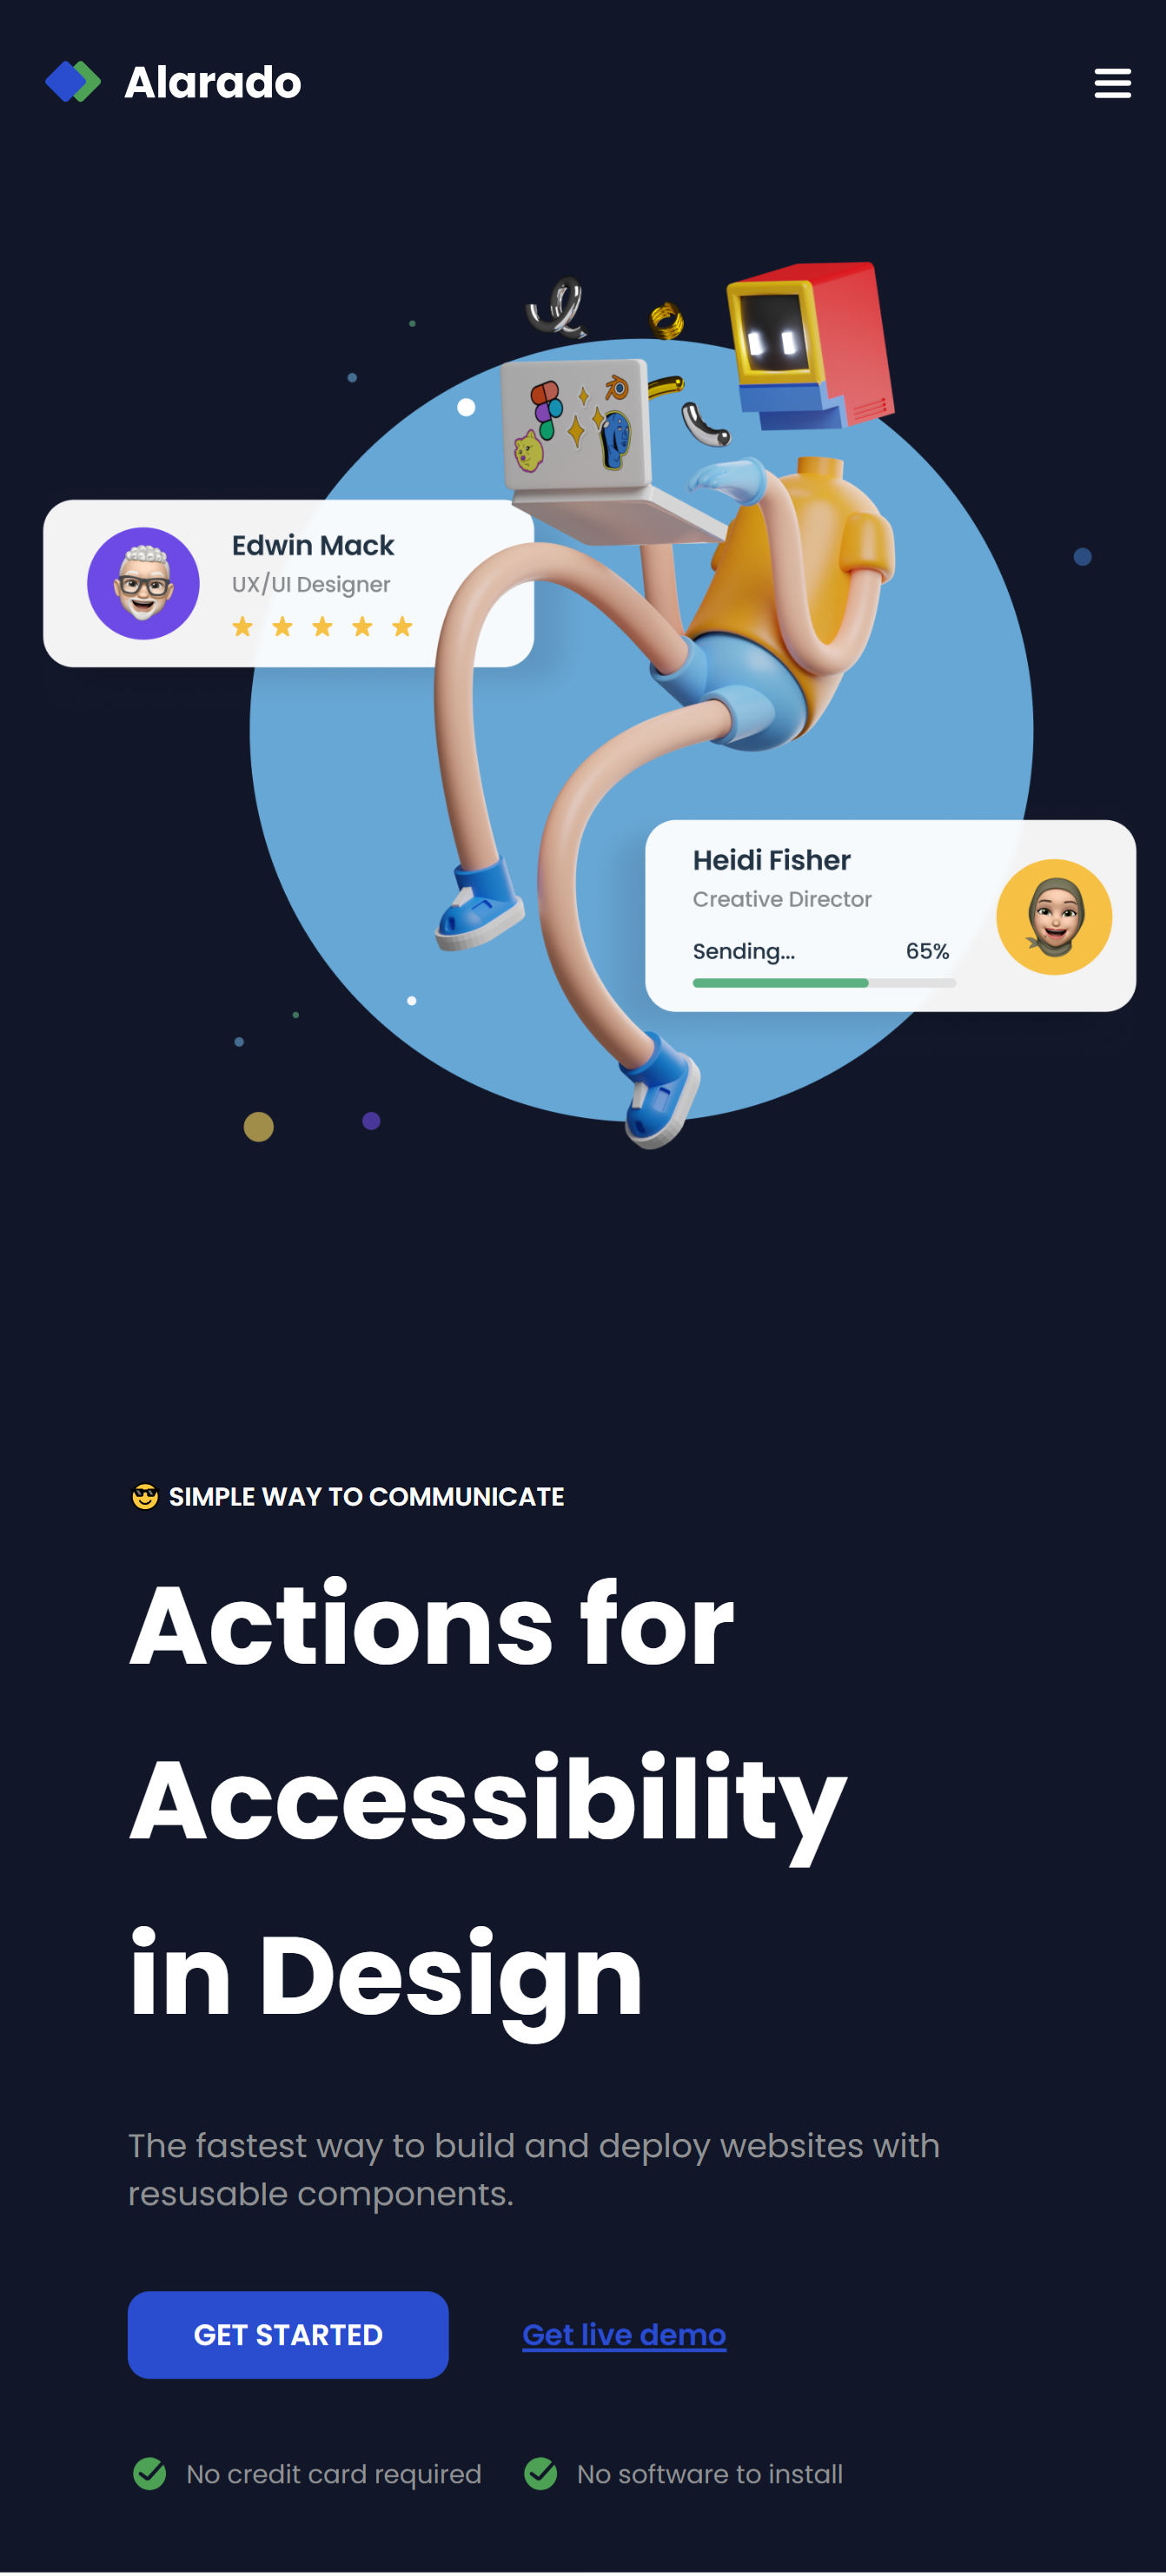 Alarado
Edwin Mack
UX/UI Designer
Heidi Fisher
Creative Director
Sending... 65%
😎 SIMPLE WAY TO COMMUNICATE
Actions for
Accessibility
in Design
The fastest way to build and deploy websites with
resusable components.
GET STARTED Get live demo
No credit card required No software to install